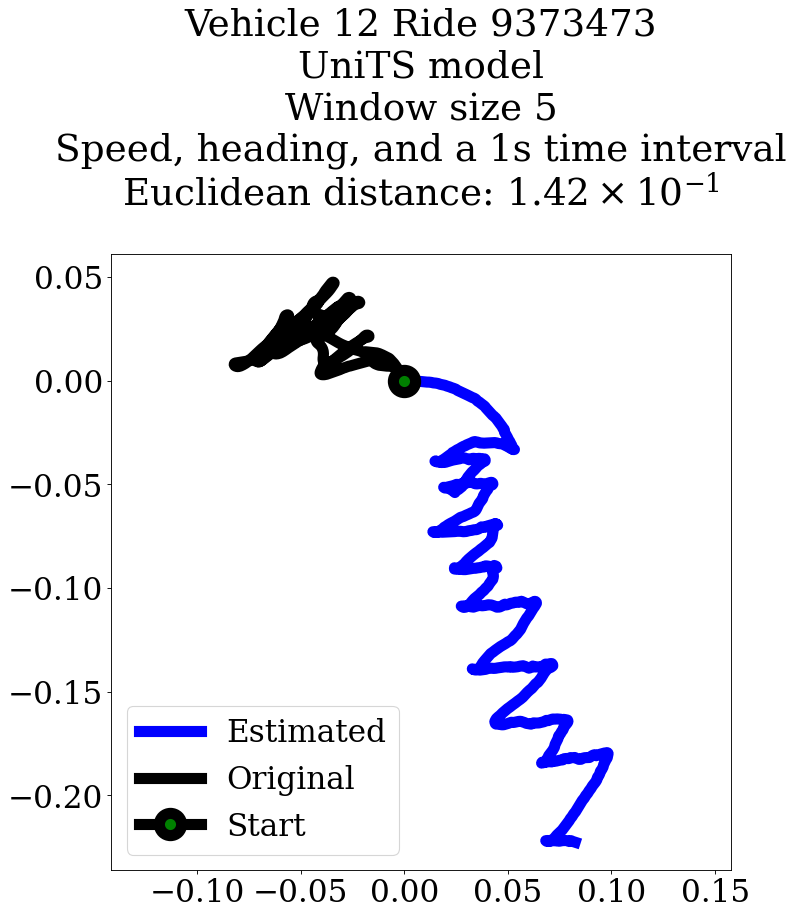 Vehicle 12 Ride 9373473
UniTS model
Window size 5
Speed, heading, and a 1s time interval
Euclidean distance: 1.42 × 10⁻¹
0.05
0.00
−0.05
−0.10
−0.15
−0.20
Estimated
Original
Start
−0.10 −0.05 0.00 0.05 0.10 0.15